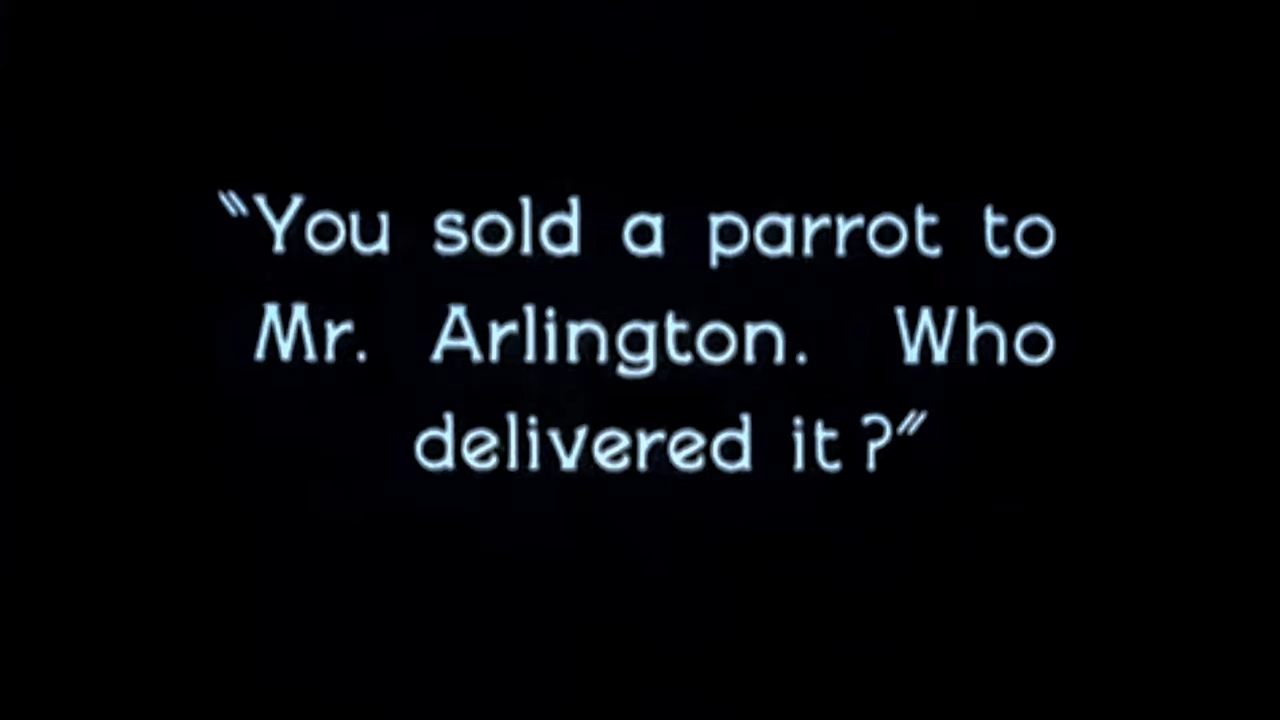 “You sold a parrot to
Mr. Arlington. Who
delivered it?”